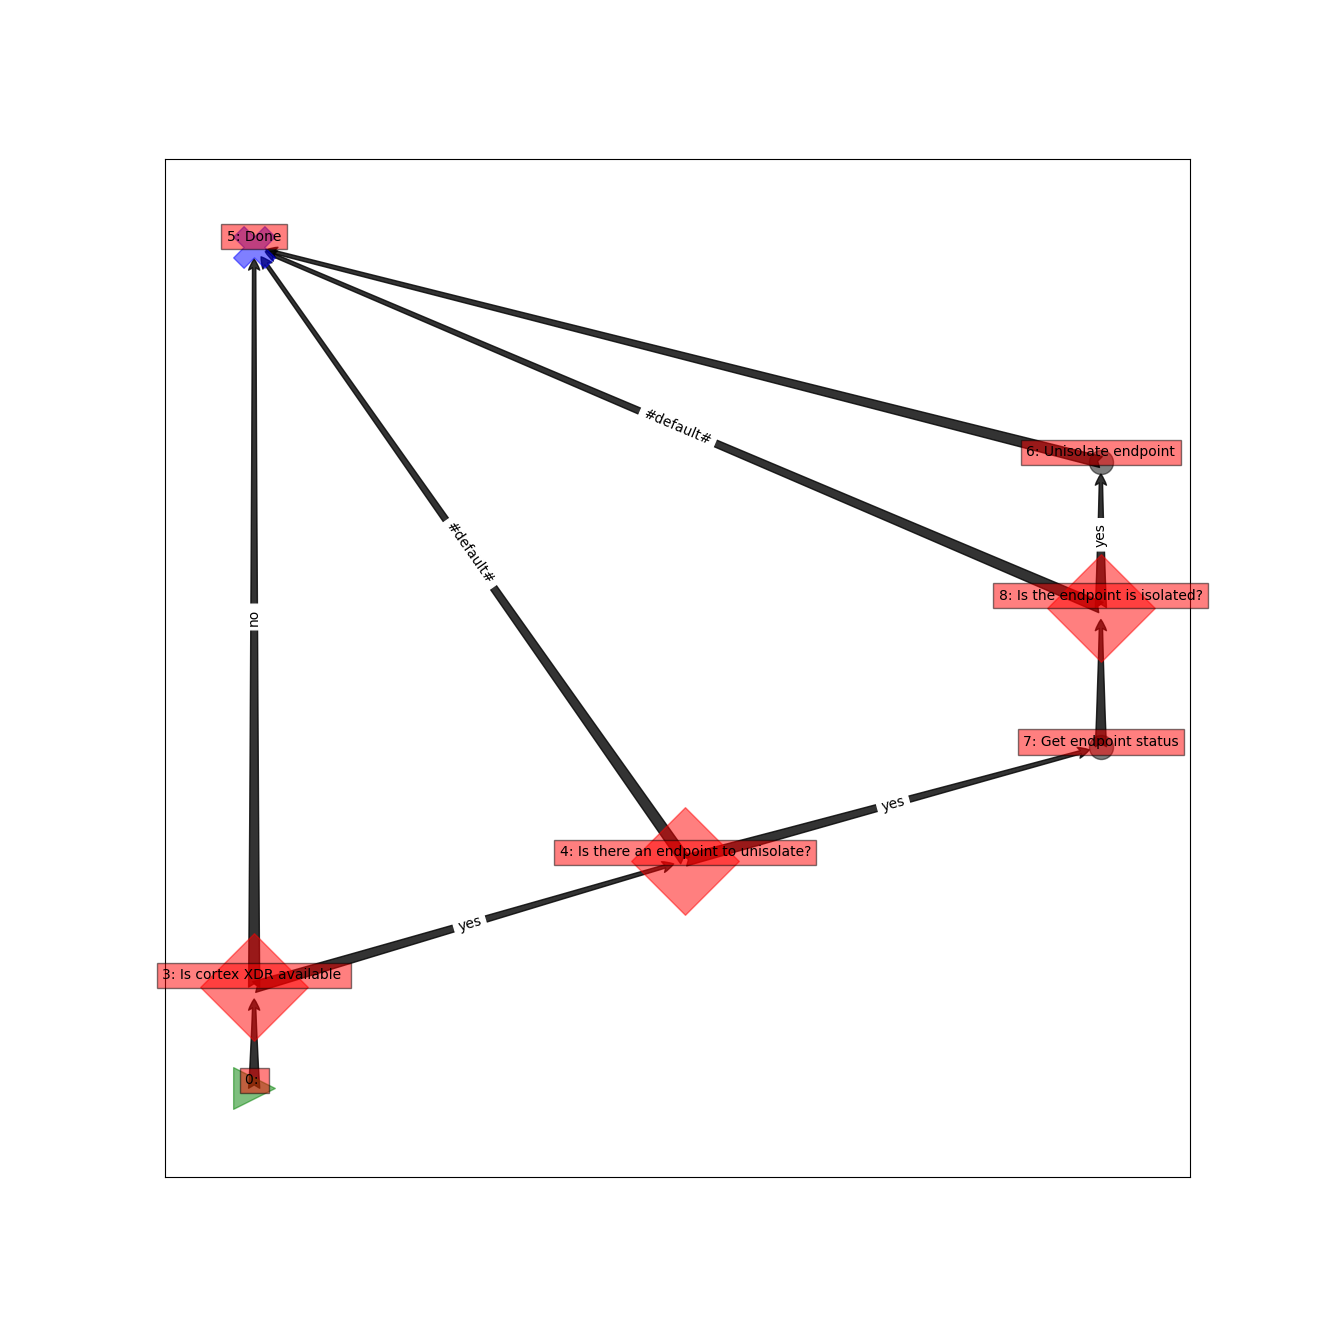 5: Done
#default#
6: Unisolate endpoint
#default#
yes
8: Is the endpoint is isolated?
no
7: Get endpoint status
yes
4: Is there an endpoint to unisolate?
yes
3: Is cortex XDR available
0: